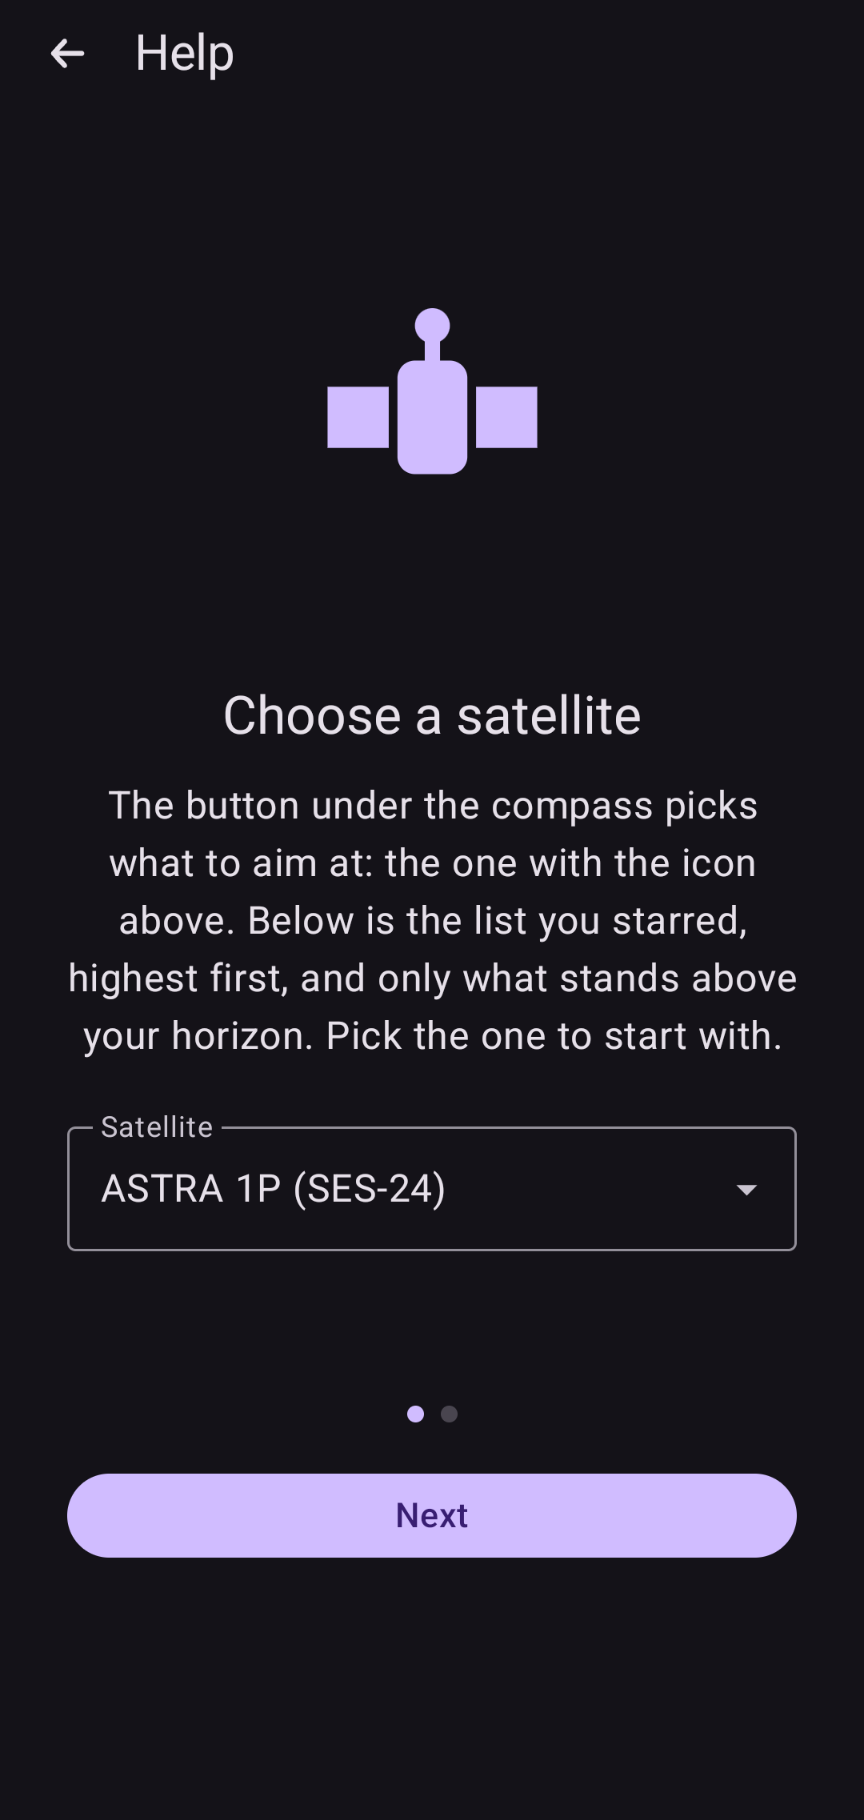 Help
Choose a satellite
The button under the compass picks
what to aim at: the one with the icon
above. Below is the list you starred,
highest first, and only what stands above
your horizon. Pick the one to start with.
Satellite
ASTRA 1P (SES-24)
Next